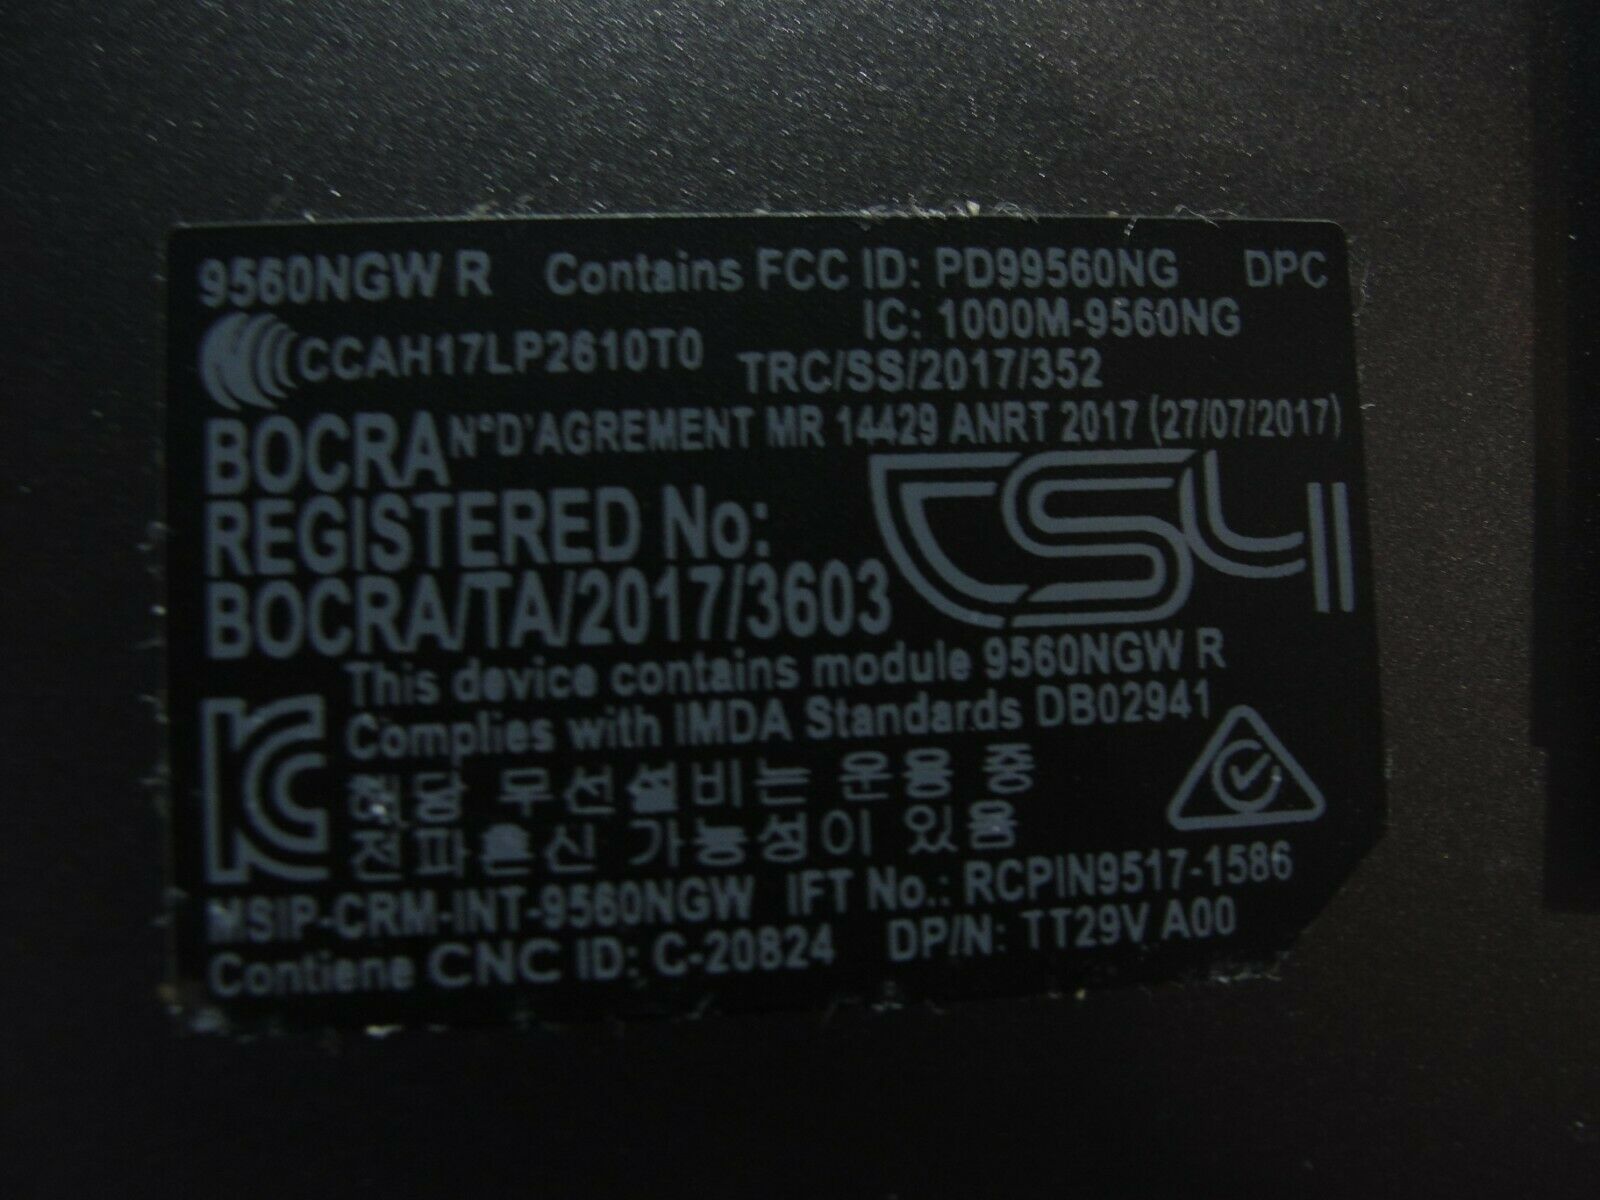 9560NGW R Contains FCC ID: PD99560NG DPC
IC: 1000M-9560NG
CCAH17LP2610T0 TRC/SS/2017/352
BOCRA N°D'AGREMENT MR 14429 ANRT 2017 (27/07/2017)
REGISTERED No:
BOCRA/TA/2017/3603
This device contains module 9560NGW R
Complies with IMDA Standards DB02941
해당 무선설비는 운용 중
전파혼신 가능성이 있음
MSIP-CRM-INT-9560NGW IFT No.: RCPIN9517-1586
Contiene CNC ID: C-20824 DP/N: TT29V A00